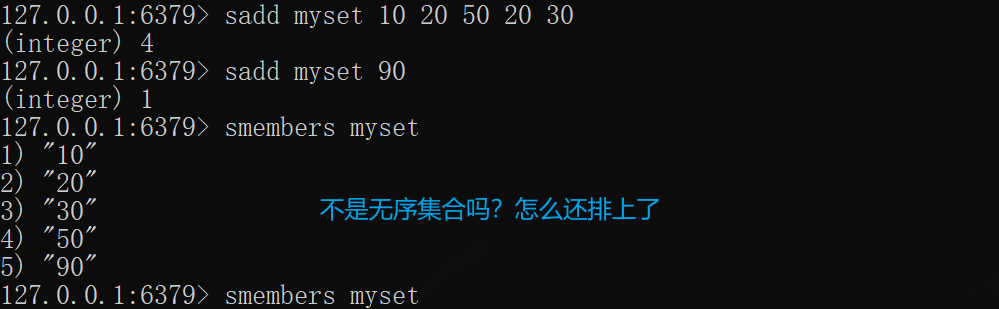 127.0.0.1:6379> sadd myset 10 20 50 20 30
(integer) 4
127.0.0.1:6379> sadd myset 90
(integer) 1
127.0.0.1:6379> smembers myset
1) "10"
2) "20"
3) "30"
不是无序集合吗？怎么还排上了
4) "50"
5) "90"
127.0.0.1:6379> smembers myset